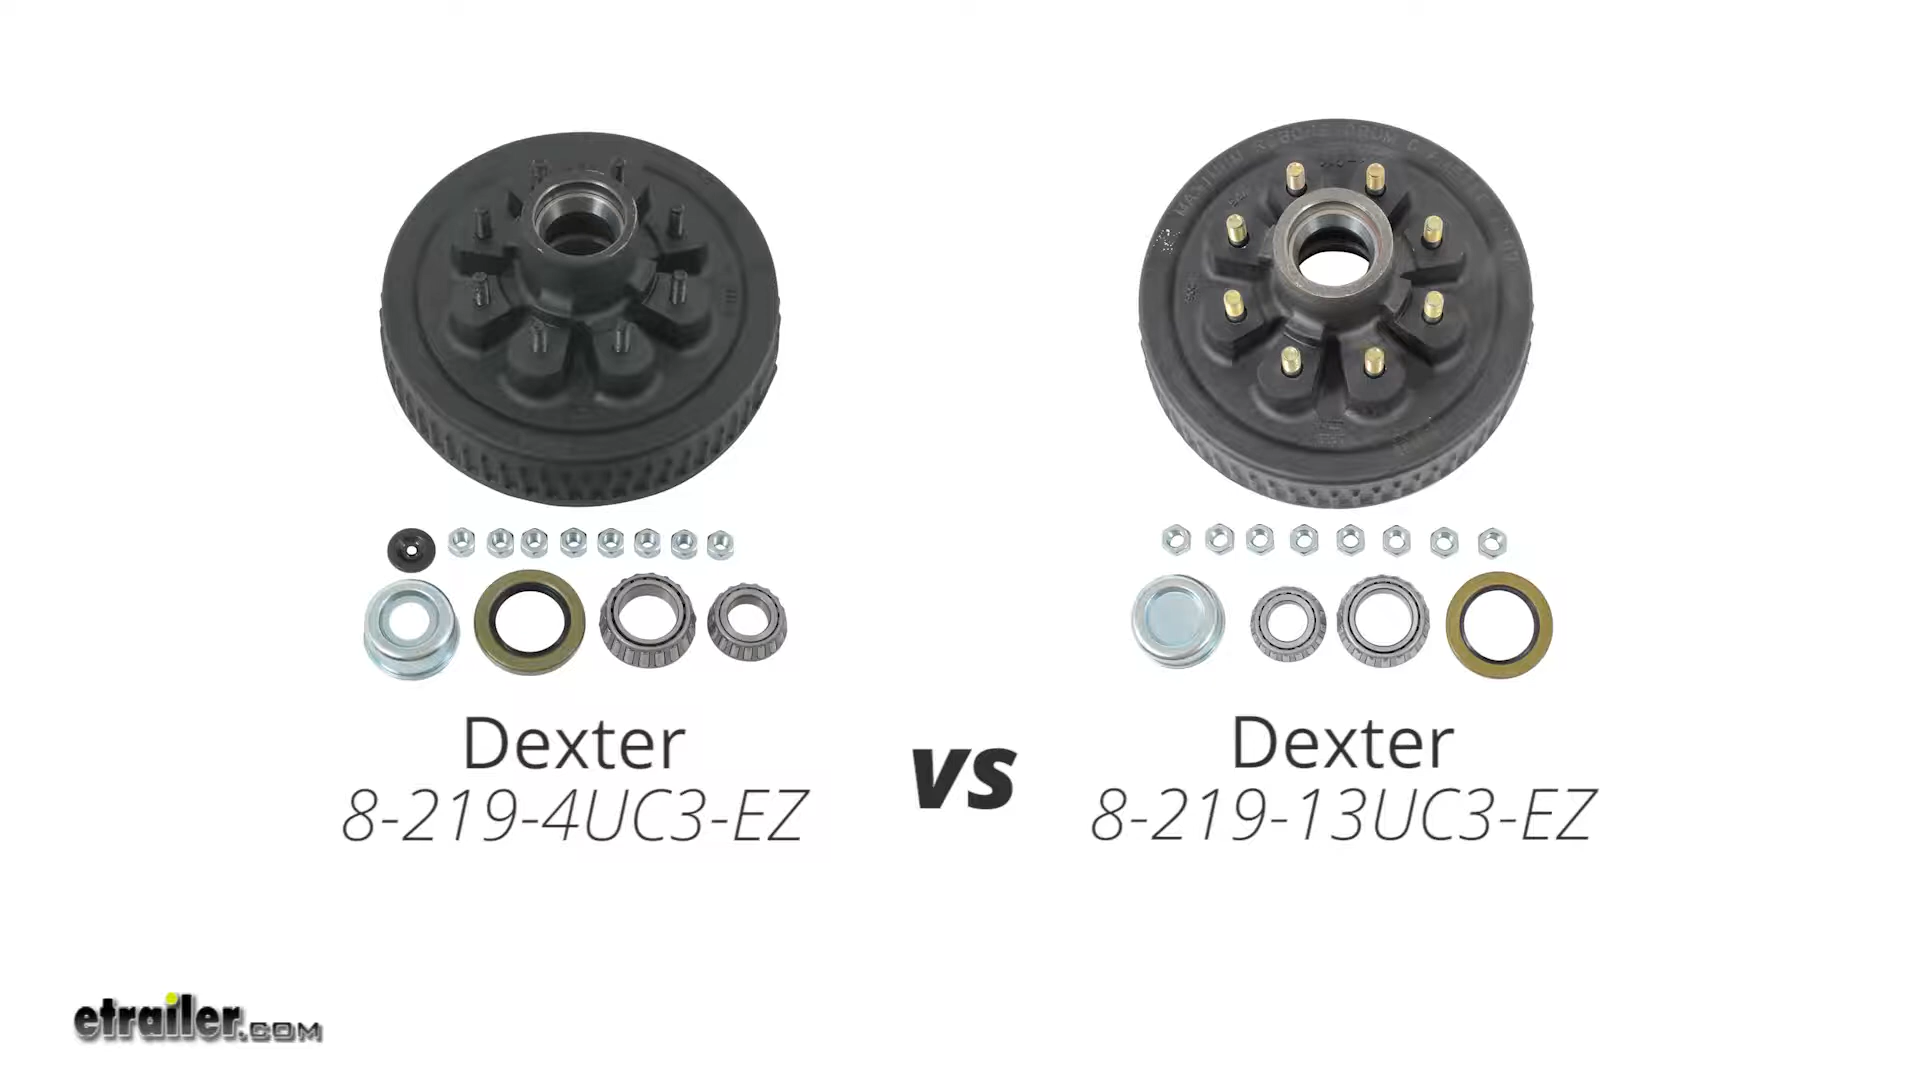 Dexter
8-219-4UC3-EZ
vs
Dexter
8-219-13UC3-EZ
etrailer.com